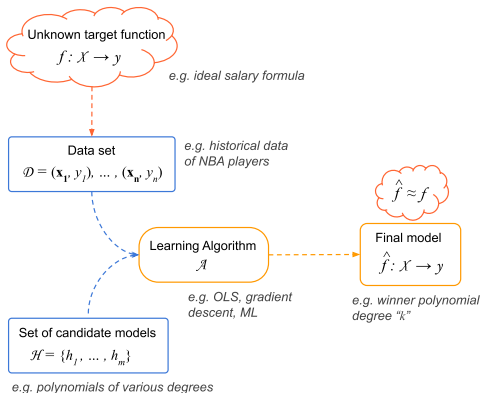 Unknown target function
f : X → y
e.g. ideal salary formula
Data set
𝒟 = (x₁, y₁), ... , (xₙ, yₙ)
e.g. historical data
of NBA players
f̂ ≈ f
Learning Algorithm
𝒜
Final model
f̂ : X → y
e.g. OLS, gradient
descent, ML
e.g. winner polynomial
degree "k"
Set of candidate models
ℋ = {h₁, ... , hₘ}
e.g. polynomials of various degrees